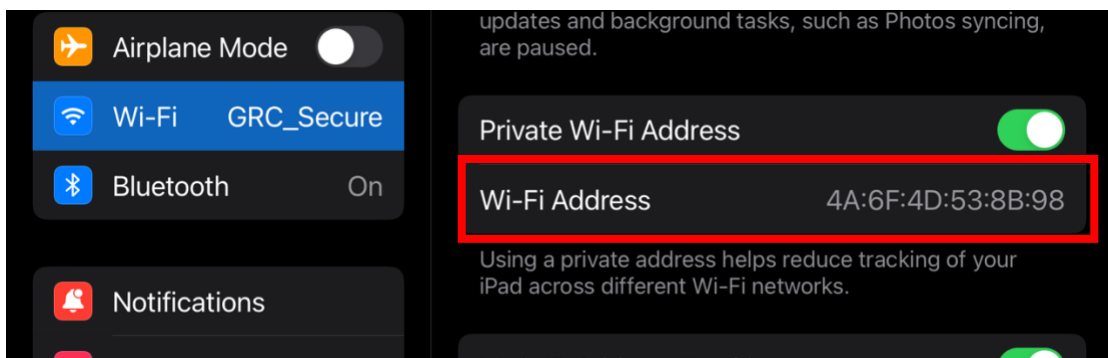 Airplane Mode
Wi-Fi GRC_Secure
Bluetooth On
Notifications
updates and background tasks, such as Photos syncing,
are paused.
Private Wi-Fi Address
Wi-Fi Address 4A:6F:4D:53:8B:98
Using a private address helps reduce tracking of your
iPad across different Wi-Fi networks.